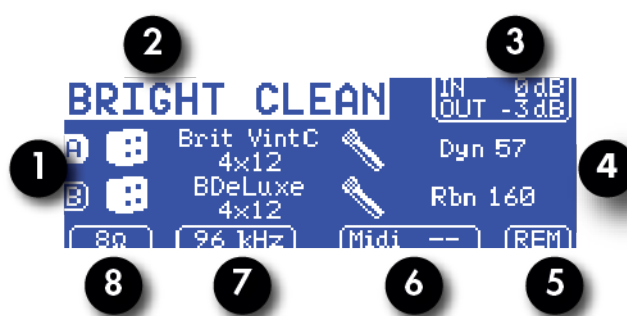 2 3
BRIGHT CLEAN IN 0dB
OUT -3dB
A Brit VintC Dyn 57
4x12
1 4
B BDeLuxe Rbn 160
4x12
8Ω 96 kHz Midi -- REM
8 7 6 5